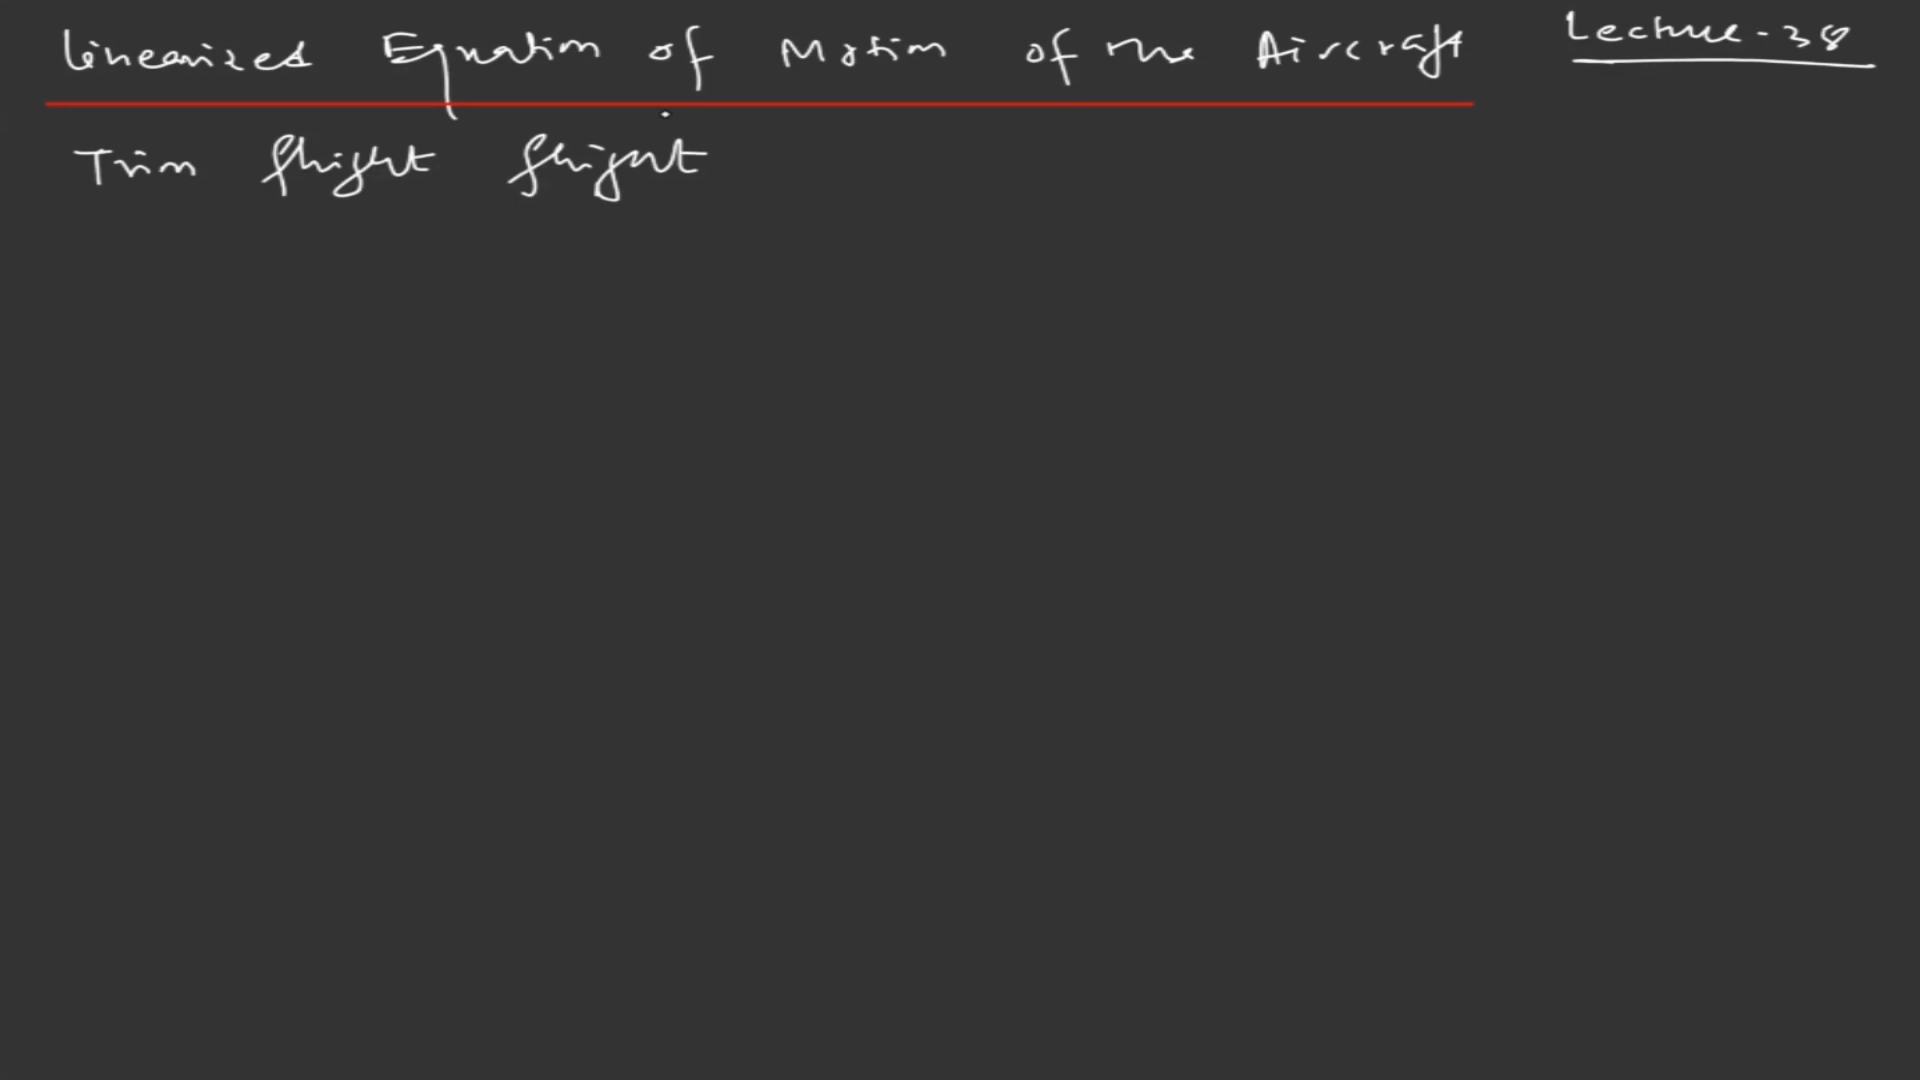 Linearized Equation of Motion of the Aircraft
Lecture-38
Trim flight flight